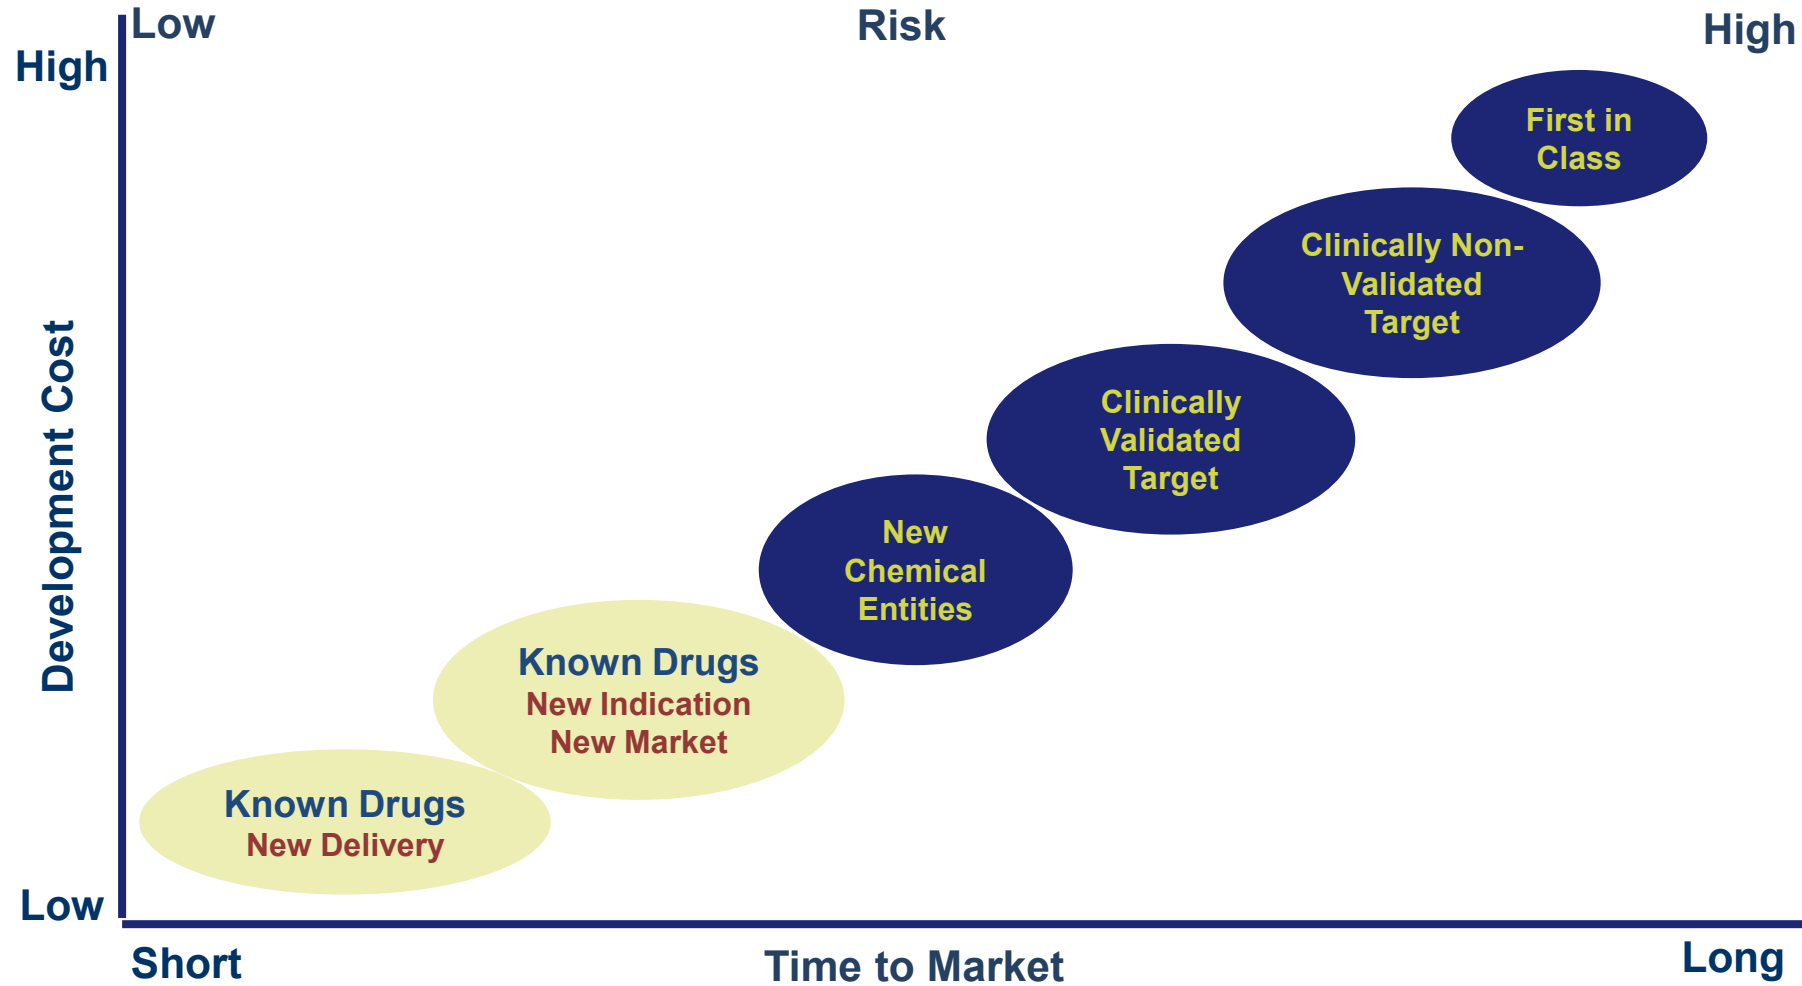 Low
Risk
High
High
First in
Class
Clinically Non-
Validated
Target
Clinically
Validated
Target
Development Cost
New
Chemical
Entities
Known Drugs
New Indication
New Market
Known Drugs
New Delivery
Low
Short
Time to Market
Long